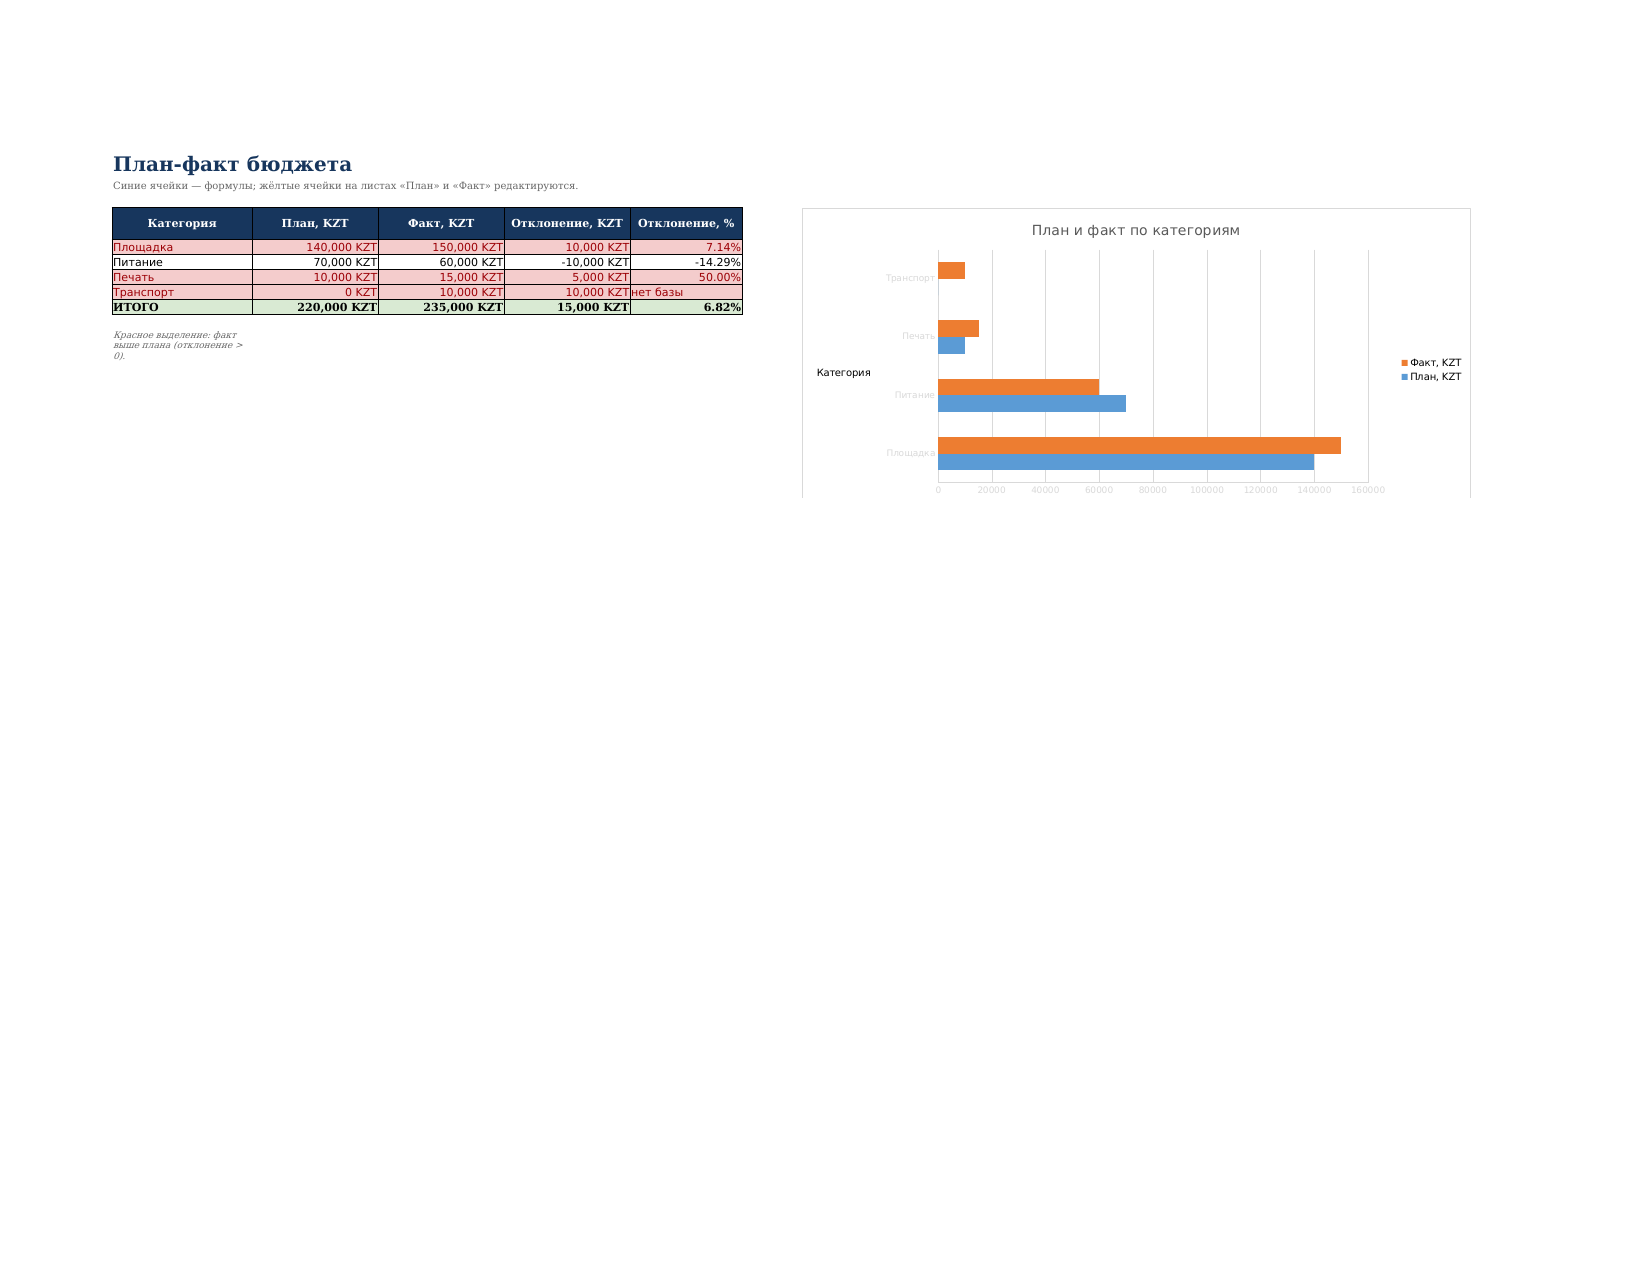 План-факт бюджета
Синие ячейки — формулы; жёлтые ячейки на листах «План» и «Факт» редактируются.
Категория План, KZT Факт, KZT Отклонение, KZT Отклонение, %
Площадка 140,000 KZT 150,000 KZT 10,000 KZT 7.14%
Питание 70,000 KZT 60,000 KZT -10,000 KZT -14.29%
Печать 10,000 KZT 15,000 KZT 5,000 KZT 50.00%
Транспорт 0 KZT 10,000 KZT 10,000 KZT нет базы
ИТОГО 220,000 KZT 235,000 KZT 15,000 KZT 6.82%
Красное выделение: факт
выше плана (отклонение >
0).
План и факт по категориям
Транспорт
Печать
Категория
Питание
Площадка
0 20000 40000 60000 80000 100000 120000 140000 160000
Факт, KZT
План, KZT